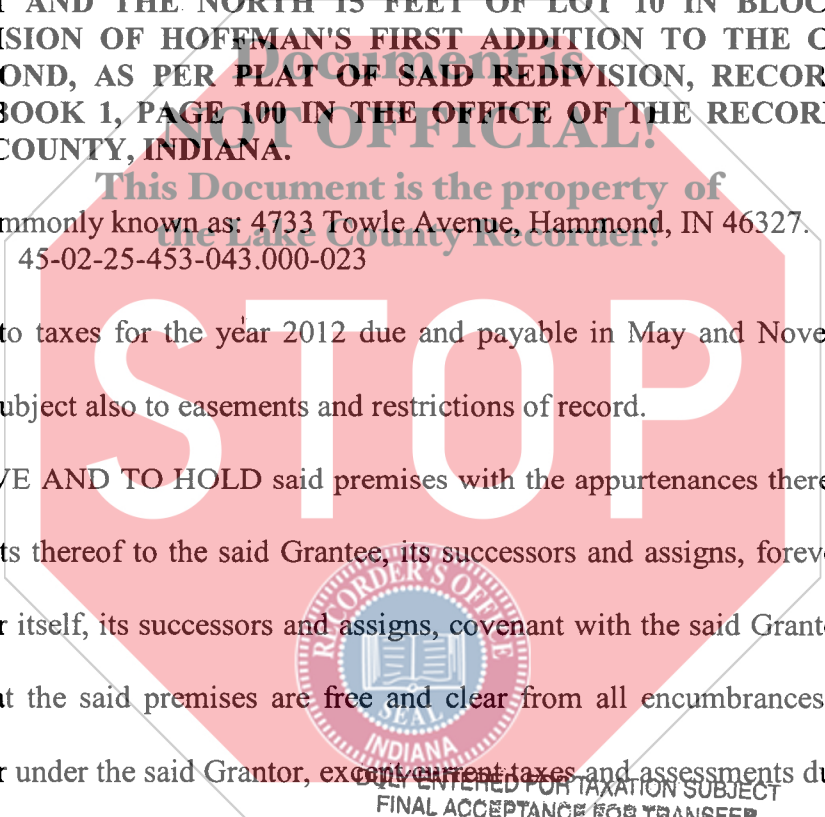 AND THE NORTH 15 FEET OF LOT 10 IN BLOC
ISION OF HOFFMAN'S FIRST ADDITION TO THE C
OND, AS PER PLAT OF SAID REDIVISION, RECOR
BOOK 1, PAGE 100 IN THE OFFICE OF THE RECOR
COUNTY, INDIANA.
Document is
NOT OFFICIAL!
This Document is the property of
the Lake County Recorder!
mmonly known as: 4733 Towle Avenue, Hammond, IN 46327.
45-02-25-453-043.000-023
to taxes for the year 2012 due and payable in May and Nove
STOP
ubject also to easements and restrictions of record.
VE AND TO HOLD said premises with the appurtenances there
ts thereof to the said Grantee, its successors and assigns, forev
r itself, its successors and assigns, covenant with the said Grant
at the said premises are free and clear from all encumbrances
r under the said Grantor, except current taxes and assessments du
RECORDER'S OFFICE
SEAL
INDIANA
DULY ENTERED FOR TAXATION SUBJECT
FINAL ACCEPTANCE FOR TRANSFER